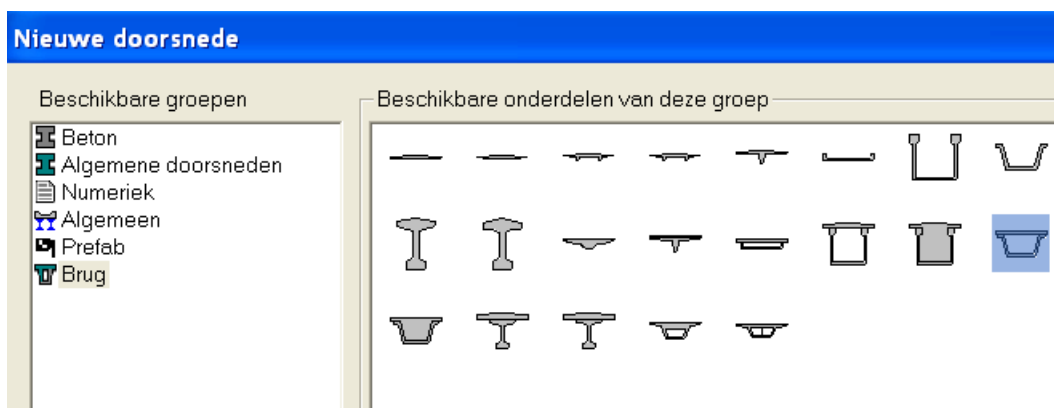 Nieuwe doorsnede
Beschikbare groepen
Beschikbare onderdelen van deze groep
Beton
Algemene doorsneden
Numeriek
Algemeen
Prefab
Brug